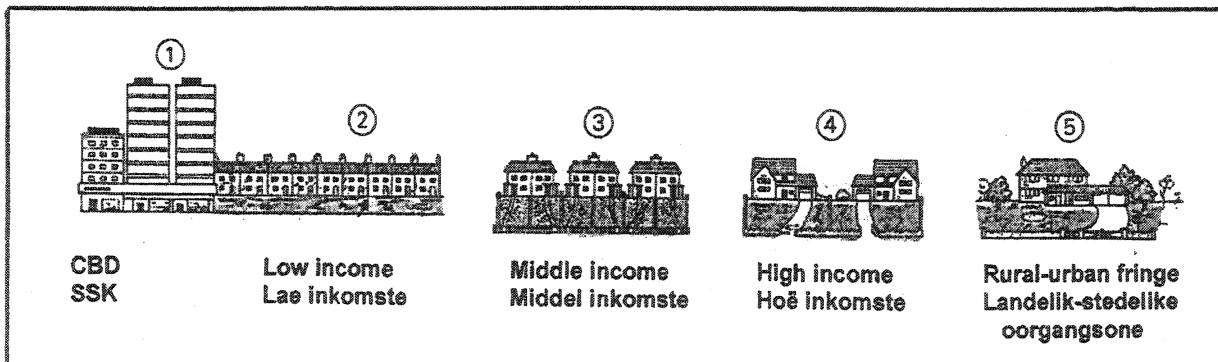 ①
②
③
④
⑤
CBD
SSK
Low income
Lae inkomste
Middle income
Middel inkomste
High income
Hoë inkomste
Rural-urban fringe
Landelik-stedelike
oorgangsone